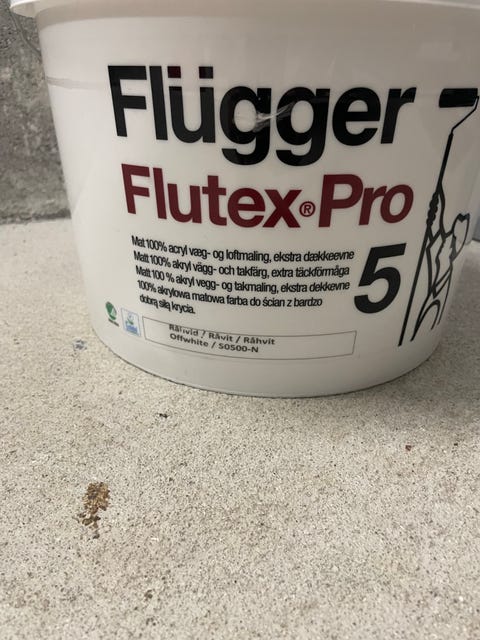 Flügger
Flutex® Pro
5
Mat 100% acryl væg- og loftmaling, ekstra dækkeevne
Matt 100% akryl vägg- och takfärg, extra täckförmåga
Matt 100 % akryl vegg- og takmaling, ekstra dekkevne
100% akrylowa matowa farba do ścian z bardzo
dobrą siłą krycia.
Råhvid / Råvit / Råhvit
Offwhite / S0500-N